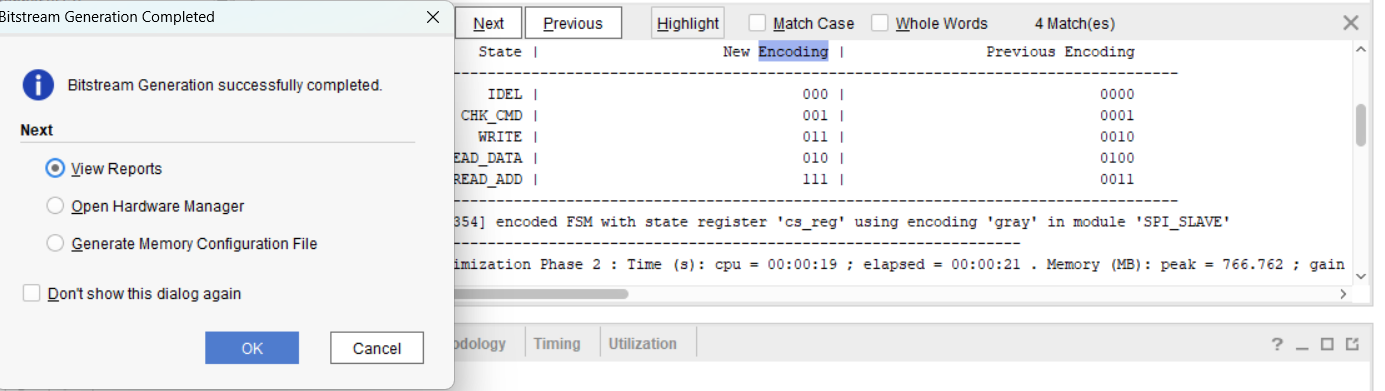 Bitstream Generation Completed
Bitstream Generation successfully completed.
Next
View Reports
Open Hardware Manager
Generate Memory Configuration File
Don't show this dialog again
OK Cancel
Next Previous Highlight Match Case Whole Words 4 Match(es)
State | New Encoding | Previous Encoding
---------------------------------------------------------------------------------------------------
IDEL | 000 | 0000
CHK_CMD | 001 | 0001
WRITE | 011 | 0010
EAD_DATA | 010 | 0100
READ_ADD | 111 | 0011
---------------------------------------------------------------------------------------------------
354] encoded FSM with state register 'cs_reg' using encoding 'gray' in module 'SPI_SLAVE'
---------------------------------------------------------------------------------
imization Phase 2 : Time (s): cpu = 00:00:19 ; elapsed = 00:00:21 . Memory (MB): peak = 766.762 ; gain
odology Timing Utilization